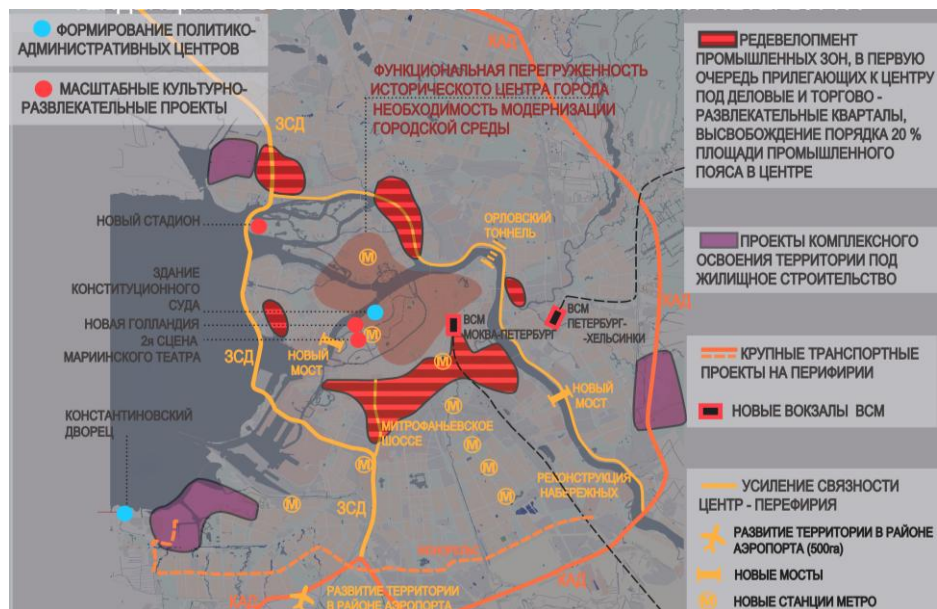 ФОРМИРОВАНИЕ ПОЛИТИКО-
АДМИНИСТРАТИВНЫХ ЦЕНТРОВ
МАСШТАБНЫЕ КУЛЬТУРНО-
РАЗВЛЕКАТЕЛЬНЫЕ ПРОЕКТЫ
ФУНКЦИОНАЛЬНАЯ ПЕРЕГРУЖЕННОСТЬ
ИСТОРИЧЕСКОГО ЦЕНТРА ГОРОДА
НЕОБХОДИМОСТЬ МОДЕРНИЗАЦИИ
ГОРОДСКОЙ СРЕДЫ
КАД
ЗСД
НОВЫЙ СТАДИОН
ОРЛОВСКИЙ
ТОННЕЛЬ
ЗДАНИЕ
КОНСТИТУЦИОННОГО
СУДА
НОВАЯ ГОЛЛАНДИЯ
2я СЦЕНА
МАРИИНСКОГО ТЕАТРА
ЗСД
НОВЫЙ
МОСТ
ВСМ
МОКВА-ПЕТЕРБУРГ
ВСМ
ПЕТЕРБУРГ-
-ХЕЛЬСИНКИ
КАД
НОВЫЙ
МОСТ
КОНСТАНТИНОВСКИЙ
ДВОРЕЦ
МИТРОФАНЬЕВСКОЕ
ШОССЕ
РЕКОНСТРУКЦИЯ
НАБЕРЕЖНЫХ
ЗСД
КАД
КАД
РАЗВИТИЕ ТЕРРИТОРИИ
В РАЙОНЕ АЭРОПОРТА
М
М
М
М
М
М
М
М
М
РЕДЕВЕЛОПМЕНТ
ПРОМЫШЛЕННЫХ ЗОН, В ПЕРВУЮ
ОЧЕРЕДЬ ПРИЛЕГАЮЩИХ К ЦЕНТРУ
ПОД ДЕЛОВЫЕ И ТОРГОВО -
РАЗВЛЕКАТЕЛЬНЫЕ КВАРТАЛЫ,
ВЫСВОБОЖДЕНИЕ ПОРЯДКА 20 %
ПЛОЩАДИ ПРОМЫШЛЕННОГО
ПОЯСА В ЦЕНТРЕ
ПРОЕКТЫ КОМПЛЕКСНОГО
ОСВОЕНИЯ ТЕРРИТОРИИ ПОД
ЖИЛИЩНОЕ СТРОИТЕЛЬСТВО
КРУПНЫЕ ТРАНСПОРТНЫЕ
ПРОЕКТЫ НА ПЕРИФИРИИ
НОВЫЕ ВОКЗАЛЫ ВСМ
УСИЛЕНИЕ СВЯЗНОСТИ
ЦЕНТР - ПЕРЕФИРИЯ
РАЗВИТИЕ ТЕРРИТОРИИ В РАЙОНЕ
АЭРОПОРТА (500га)
НОВЫЕ МОСТЫ
М
НОВЫЕ СТАНЦИИ МЕТРО